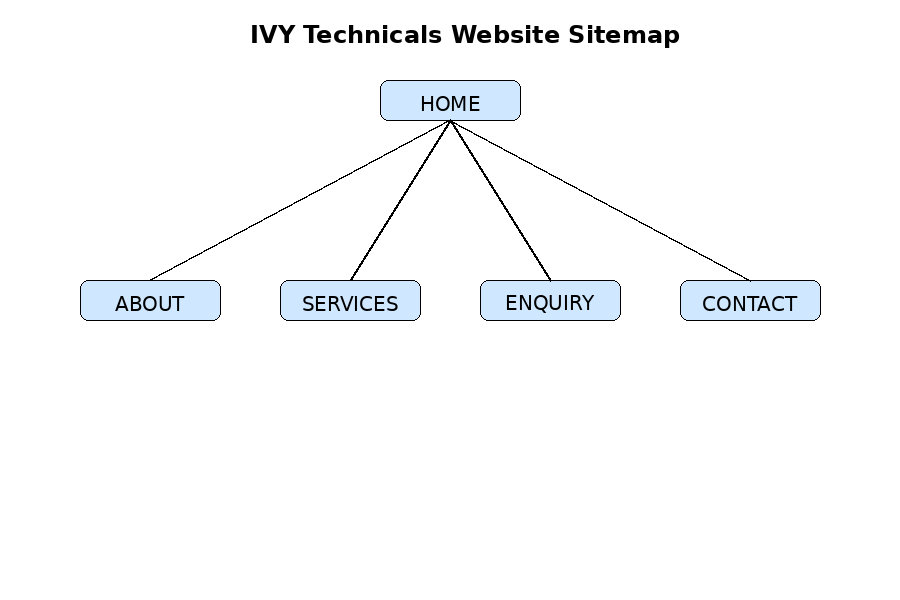 IVY Technicals Website Sitemap
HOME
ABOUT
SERVICES
ENQUIRY
CONTACT